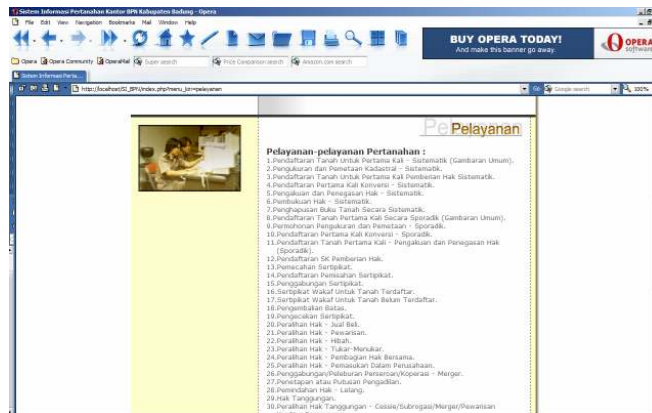 Sistem Informasi Pertanahan Kantor BPN Kabupaten Badung - Opera
File Edit View Navigation Bookmarks Mail Window Help
BUY OPERA TODAY!
And make this banner go away.
OPERA
software
Opera Opera Community OperaMail Super search Price Comparison search Amazon.com search
Sistem Informasi Perta...
http://localhost/SI_BPN/index.php?menu_kiri=pelayanan Go Google search 100%
Pelayanan
Pelayanan-pelayanan Pertanahan :
1.Pendaftaran Tanah Untuk Pertama Kali - Sistematik (Gambaran Umum).
2.Pengukuran dan Pemetaan Kadastral - Sistematik.
3.Pendaftaran Tanah Untuk Pertama Kali Pemberian Hak Sistematik.
4.Pendaftaran Pertama Kali Konversi - Sistematik.
5.Pengakuan dan Penegasan Hak - Sistematik.
6.Pembukuan Hak - Sistematik.
7.Penghapusan Buku Tanah Secara Sistematik.
8.Pendaftaran Tanah Pertama Kali Secara Sporadik (Gambaran Umum).
9.Permohonan Pengukuran dan Pemetaan - Sporadik.
10.Pendaftaran Pertama Kali Konversi - Sporadik.
11.Pendaftaran Tanah Pertama Kali - Pengakuan dan Penegasan Hak
(Sporadik).
12.Pendaftaran SK Pemberian Hak.
13.Pemecahan Sertipikat.
14.Pendaftaran Pemisahan Sertipikat.
15.Penggabungan Sertipikat.
16.Sertipikat Wakaf Untuk Tanah Terdaftar.
17.Sertipikat Wakaf Untuk Tanah Belum Terdaftar.
18.Pengembalian Batas.
19.Pengecekan Sertipikat.
20.Peralihan Hak - Jual Beli.
21.Peralihan Hak - Pewarisan.
22.Peralihan Hak - Hibah.
23.Peralihan Hak - Tukar-Menukar.
24.Peralihan Hak - Pembagian Hak Bersama.
25.Peralihan Hak - Pemasukan Dalam Perusahaan.
26.Penggabungan/Peleburan Perseroan/Koperasi - Merger.
27.Penetapan atau Putusan Pengadilan.
28.Pemindahan Hak - Lelang.
29.Hak Tanggungan.
30.Peralihan Hak Tanggungan - Cessie/Subrogasi/Merger/Pewarisan